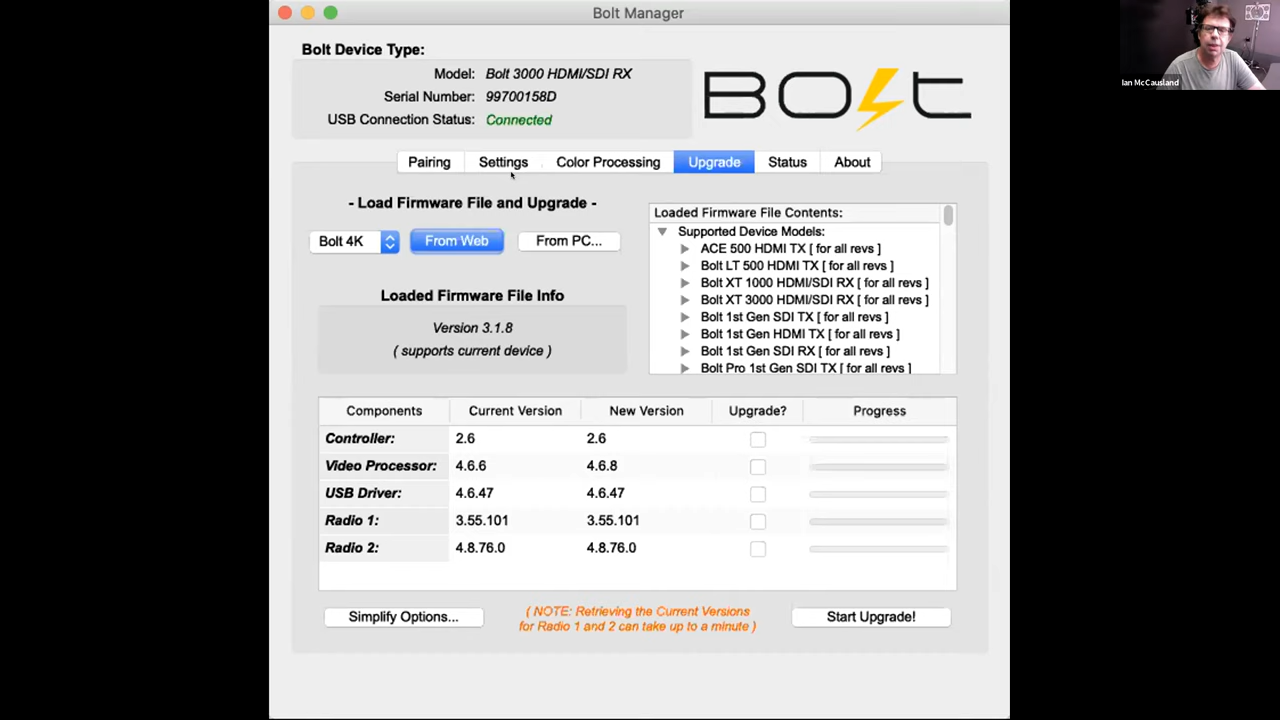 Bolt Manager
Ian McCausland
Bolt Device Type:
Model: Bolt 3000 HDMI/SDI RX
Serial Number: 99700158D
USB Connection Status: Connected
BOLT
Pairing Settings Color Processing Upgrade Status About
- Load Firmware File and Upgrade -
Bolt 4K From Web From PC...
Loaded Firmware File Info
Version 3.1.8
( supports current device )
Loaded Firmware File Contents:
Supported Device Models:
ACE 500 HDMI TX [ for all revs ]
Bolt LT 500 HDMI TX [ for all revs ]
Bolt XT 1000 HDMI/SDI RX [ for all revs ]
Bolt XT 3000 HDMI/SDI RX [ for all revs ]
Bolt 1st Gen SDI TX [ for all revs ]
Bolt 1st Gen HDMI TX [ for all revs ]
Bolt 1st Gen SDI RX [ for all revs ]
Bolt Pro 1st Gen SDI TX [ for all revs ]
Components Current Version New Version Upgrade? Progress
Controller: 2.6 2.6
Video Processor: 4.6.6 4.6.8
USB Driver: 4.6.47 4.6.47
Radio 1: 3.55.101 3.55.101
Radio 2: 4.8.76.0 4.8.76.0
Simplify Options...
( NOTE: Retrieving the Current Versions
for Radio 1 and 2 can take up to a minute )
Start Upgrade!